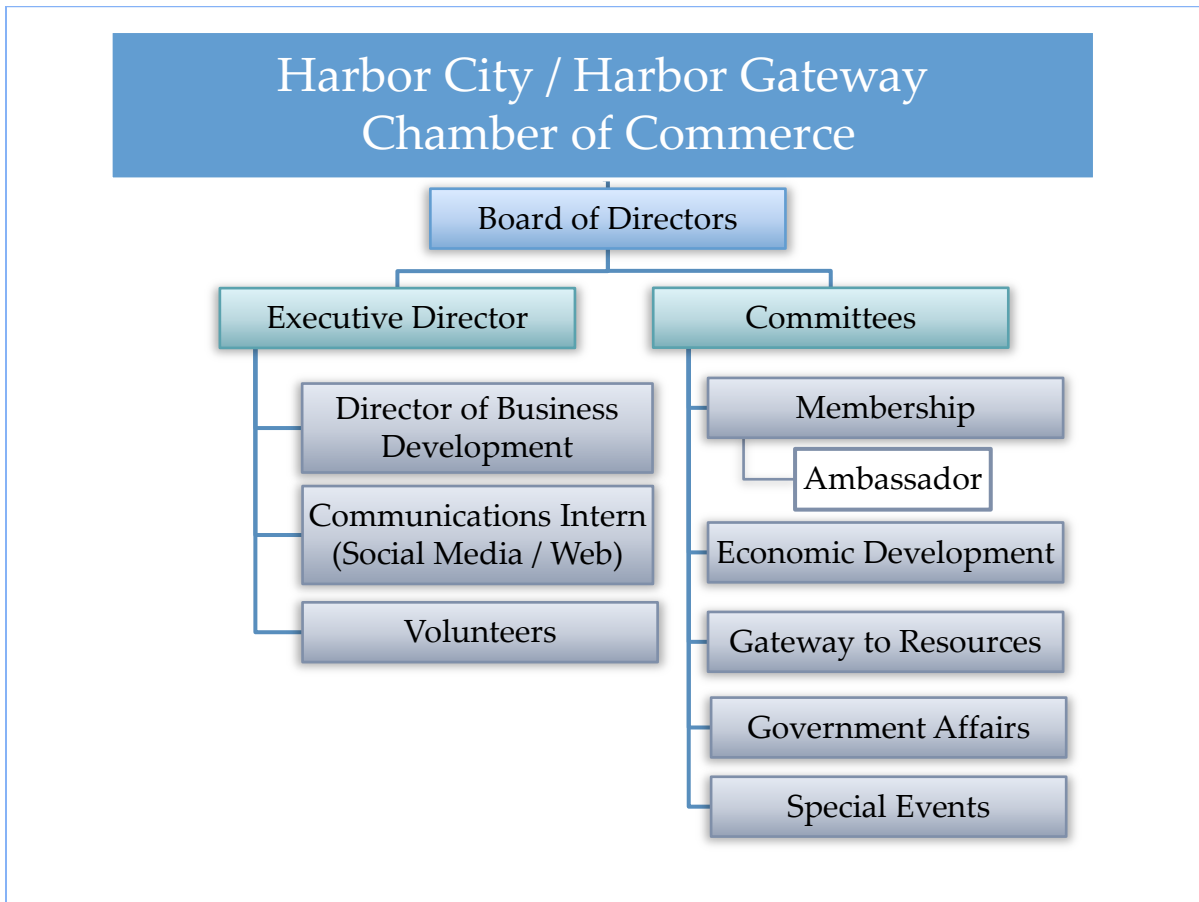 Harbor City / Harbor Gateway
Chamber of Commerce
Board of Directors
Executive Director
Director of Business
Development
Communications Intern
(Social Media / Web)
Volunteers
Committees
Membership
Ambassador
Economic Development
Gateway to Resources
Government Affairs
Special Events